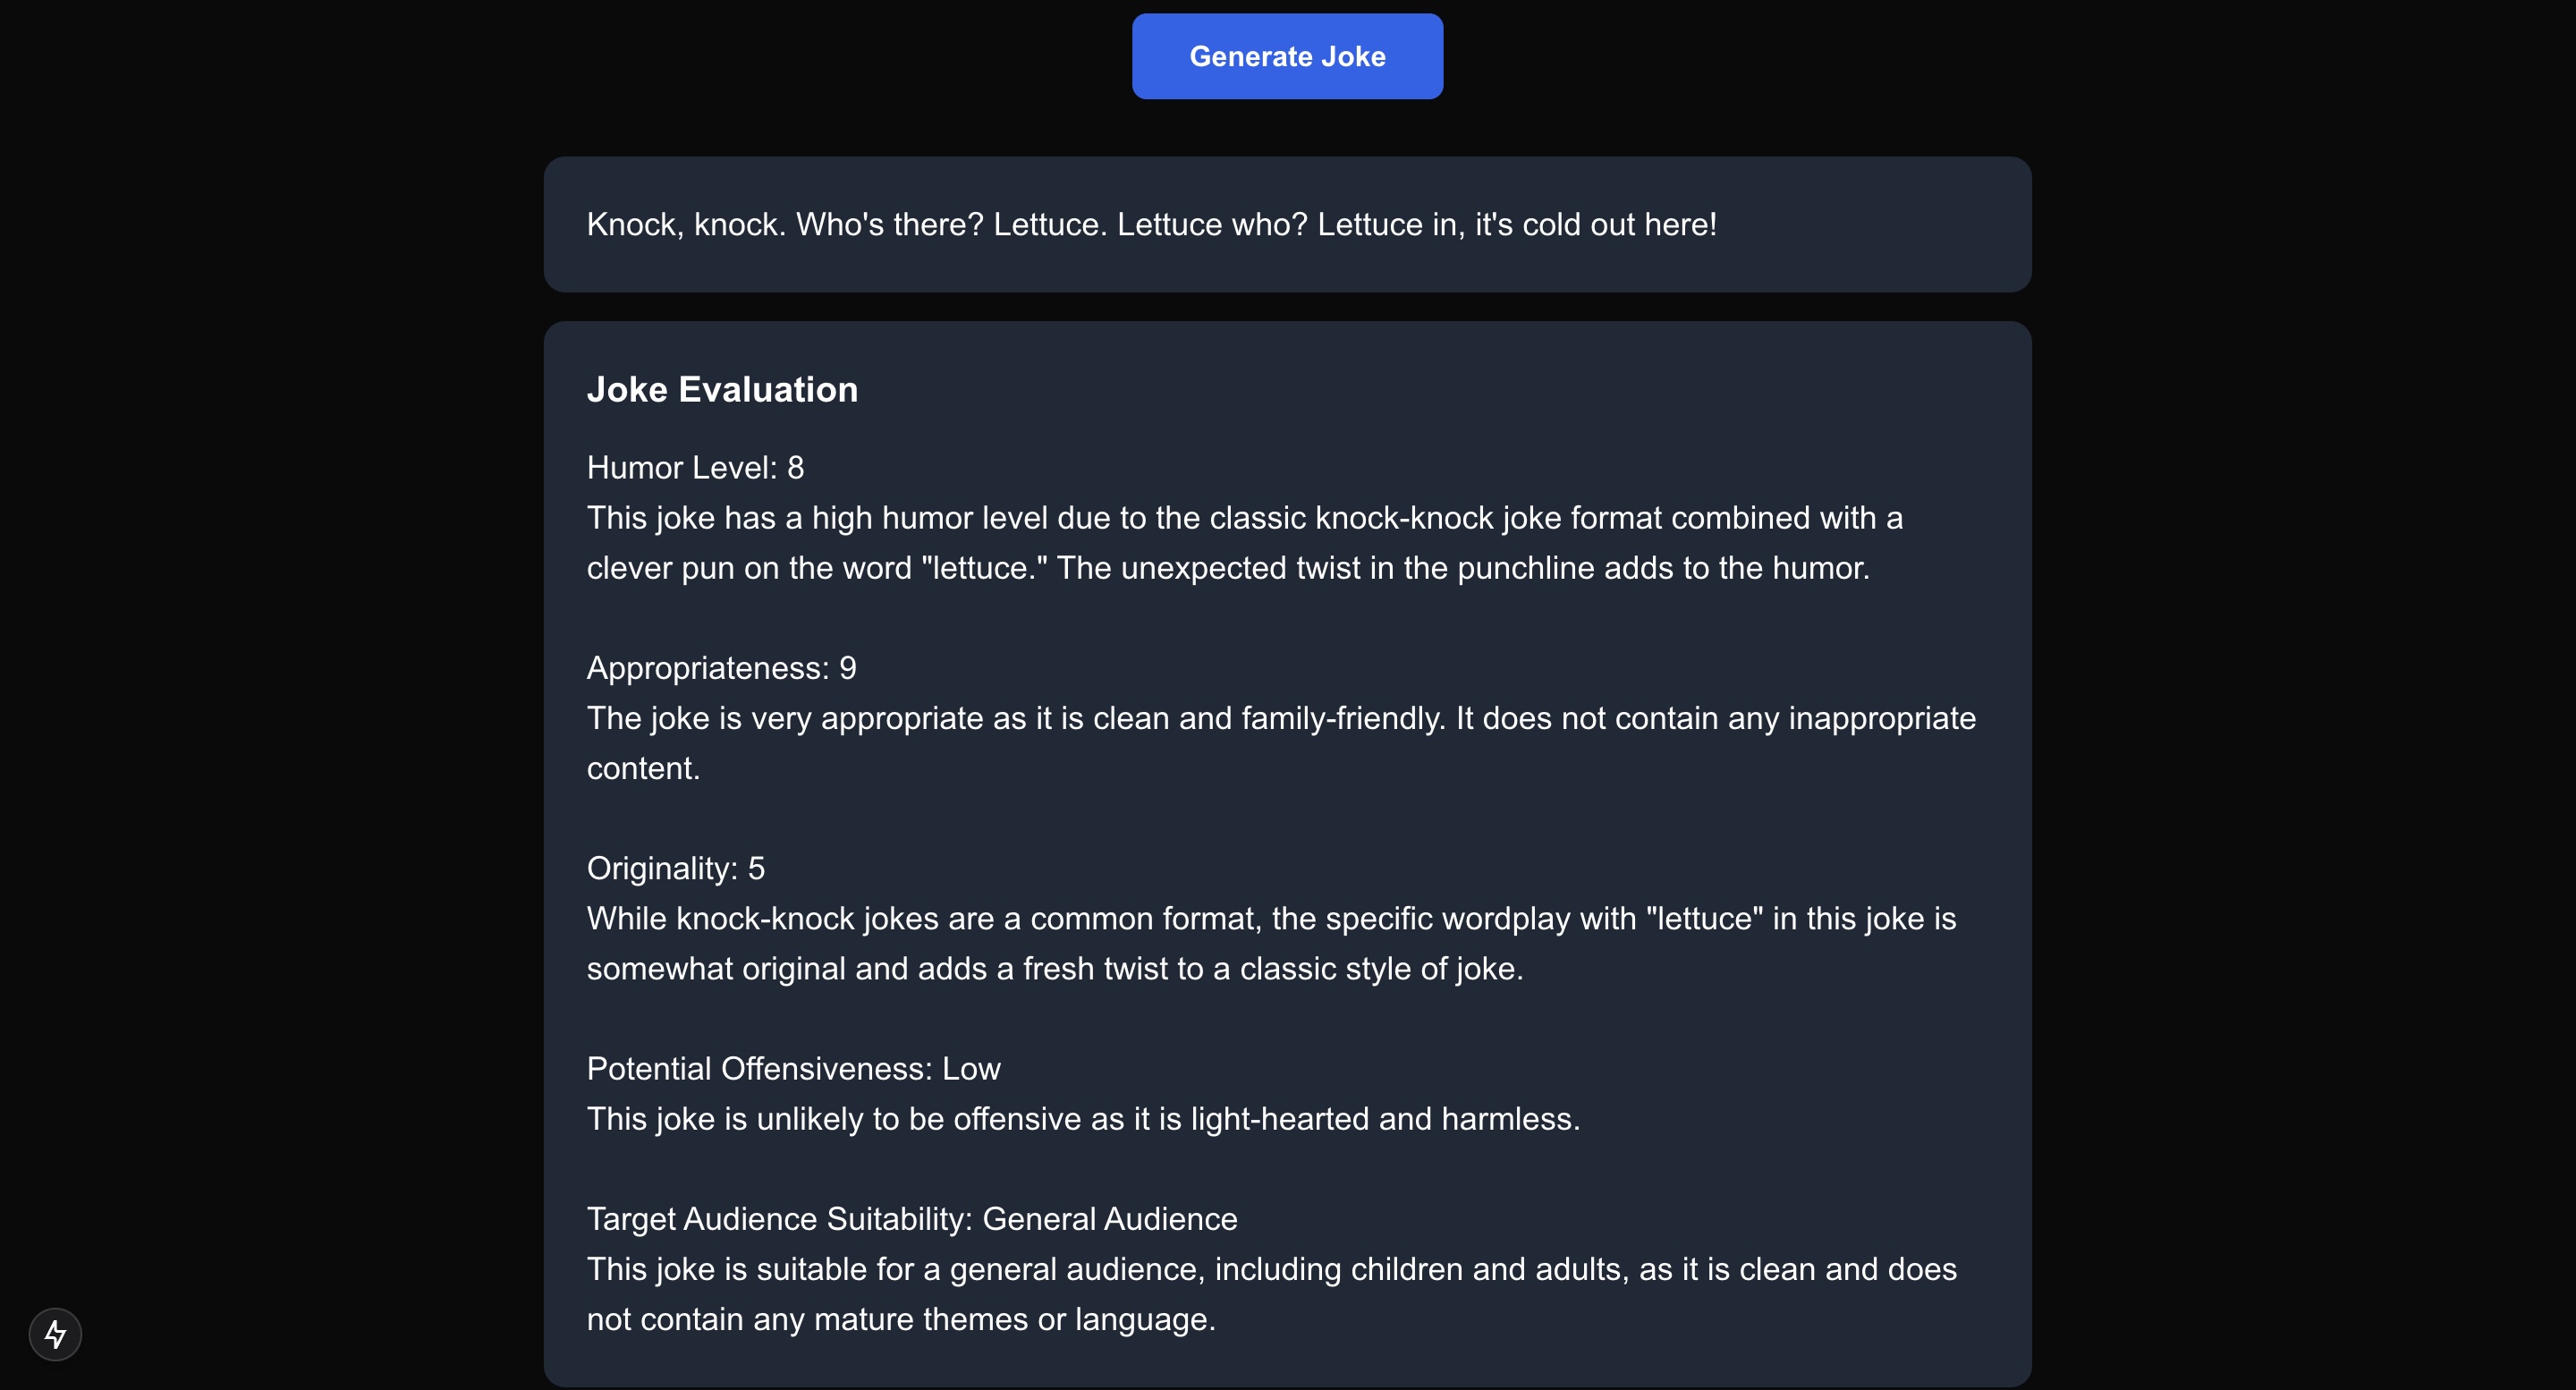 Generate Joke
Knock, knock. Who's there? Lettuce. Lettuce who? Lettuce in, it's cold out here!
Joke Evaluation
Humor Level: 8
This joke has a high humor level due to the classic knock-knock joke format combined with a
clever pun on the word "lettuce." The unexpected twist in the punchline adds to the humor.
Appropriateness: 9
The joke is very appropriate as it is clean and family-friendly. It does not contain any inappropriate
content.
Originality: 5
While knock-knock jokes are a common format, the specific wordplay with "lettuce" in this joke is
somewhat original and adds a fresh twist to a classic style of joke.
Potential Offensiveness: Low
This joke is unlikely to be offensive as it is light-hearted and harmless.
Target Audience Suitability: General Audience
This joke is suitable for a general audience, including children and adults, as it is clean and does
not contain any mature themes or language.